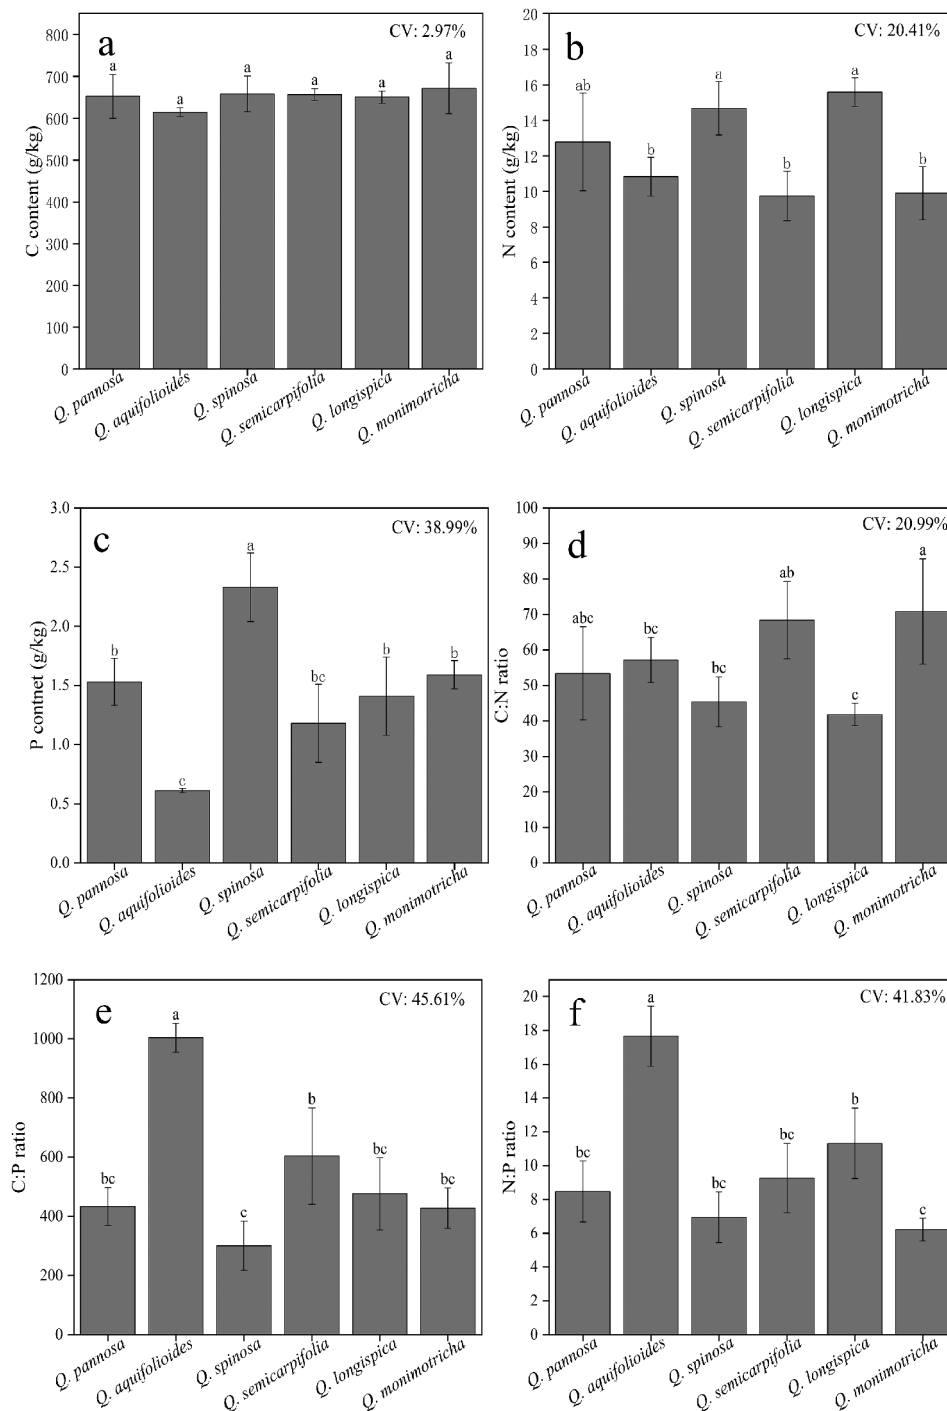 a
CV: 2.97%
C content (g/kg)
800
700
600
500
400
300
200
100
0
a
a
a
a
a
a
Q. pannosa
Q. aquifolioides
Q. spinosa
Q. semicarpifolia
Q. longispica
Q. monimotricha
b
CV: 20.41%
N content (g/kg)
20
18
16
14
12
10
8
6
4
2
0
ab
b
a
b
a
b
Q. pannosa
Q. aquifolioides
Q. spinosa
Q. semicarpifolia
Q. longispica
Q. monimotricha
c
CV: 38.99%
P contnet (g/kg)
3.0
2.5
2.0
1.5
1.0
0.5
0.0
b
c
a
bc
b
b
Q. pannosa
Q. aquifolioides
Q. spinosa
Q. semicarpifolia
Q. longispica
Q. monimotricha
d
CV: 20.99%
C:N ratio
100
90
80
70
60
50
40
30
20
10
0
abc
bc
bc
ab
c
a
Q. pannosa
Q. aquifolioides
Q. spinosa
Q. semicarpifolia
Q. longispica
Q. monimotricha
e
CV: 45.61%
C:P ratio
1200
1000
800
600
400
200
0
bc
a
c
b
bc
bc
Q. pannosa
Q. aquifolioides
Q. spinosa
Q. semicarpifolia
Q. longispica
Q. monimotricha
f
CV: 41.83%
N:P ratio
20
18
16
14
12
10
8
6
4
2
0
bc
a
bc
bc
b
c
Q. pannosa
Q. aquifolioides
Q. spinosa
Q. semicarpifolia
Q. longispica
Q. monimotricha